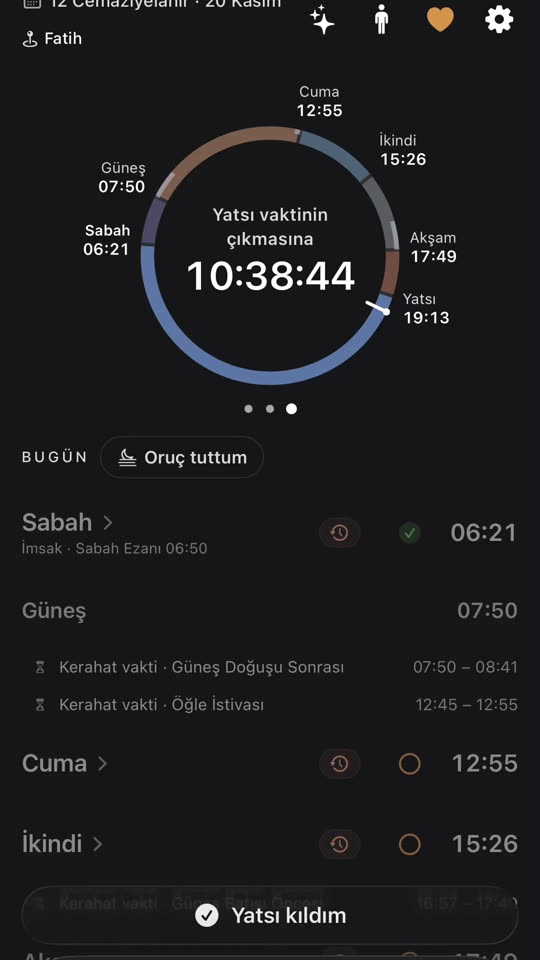 12 Cemaziyelahir · 20 Kasım
Fatih
Cuma
12:55
İkindi
15:26
Güneş
07:50
Sabah
06:21
Yatsı vaktinin
çıkmasına
10:38:44
Akşam
17:49
Yatsı
19:13
BUGÜN
Oruç tuttum
Sabah
06:21
İmsak · Sabah Ezanı 06:50
Güneş
07:50
Kerahat vakti · Güneş Doğuşu Sonrası
07:50 – 08:41
Kerahat vakti · Öğle İstivası
12:45 – 12:55
Cuma
12:55
İkindi
15:26
Kerahat vakti
Yatsı kıldım